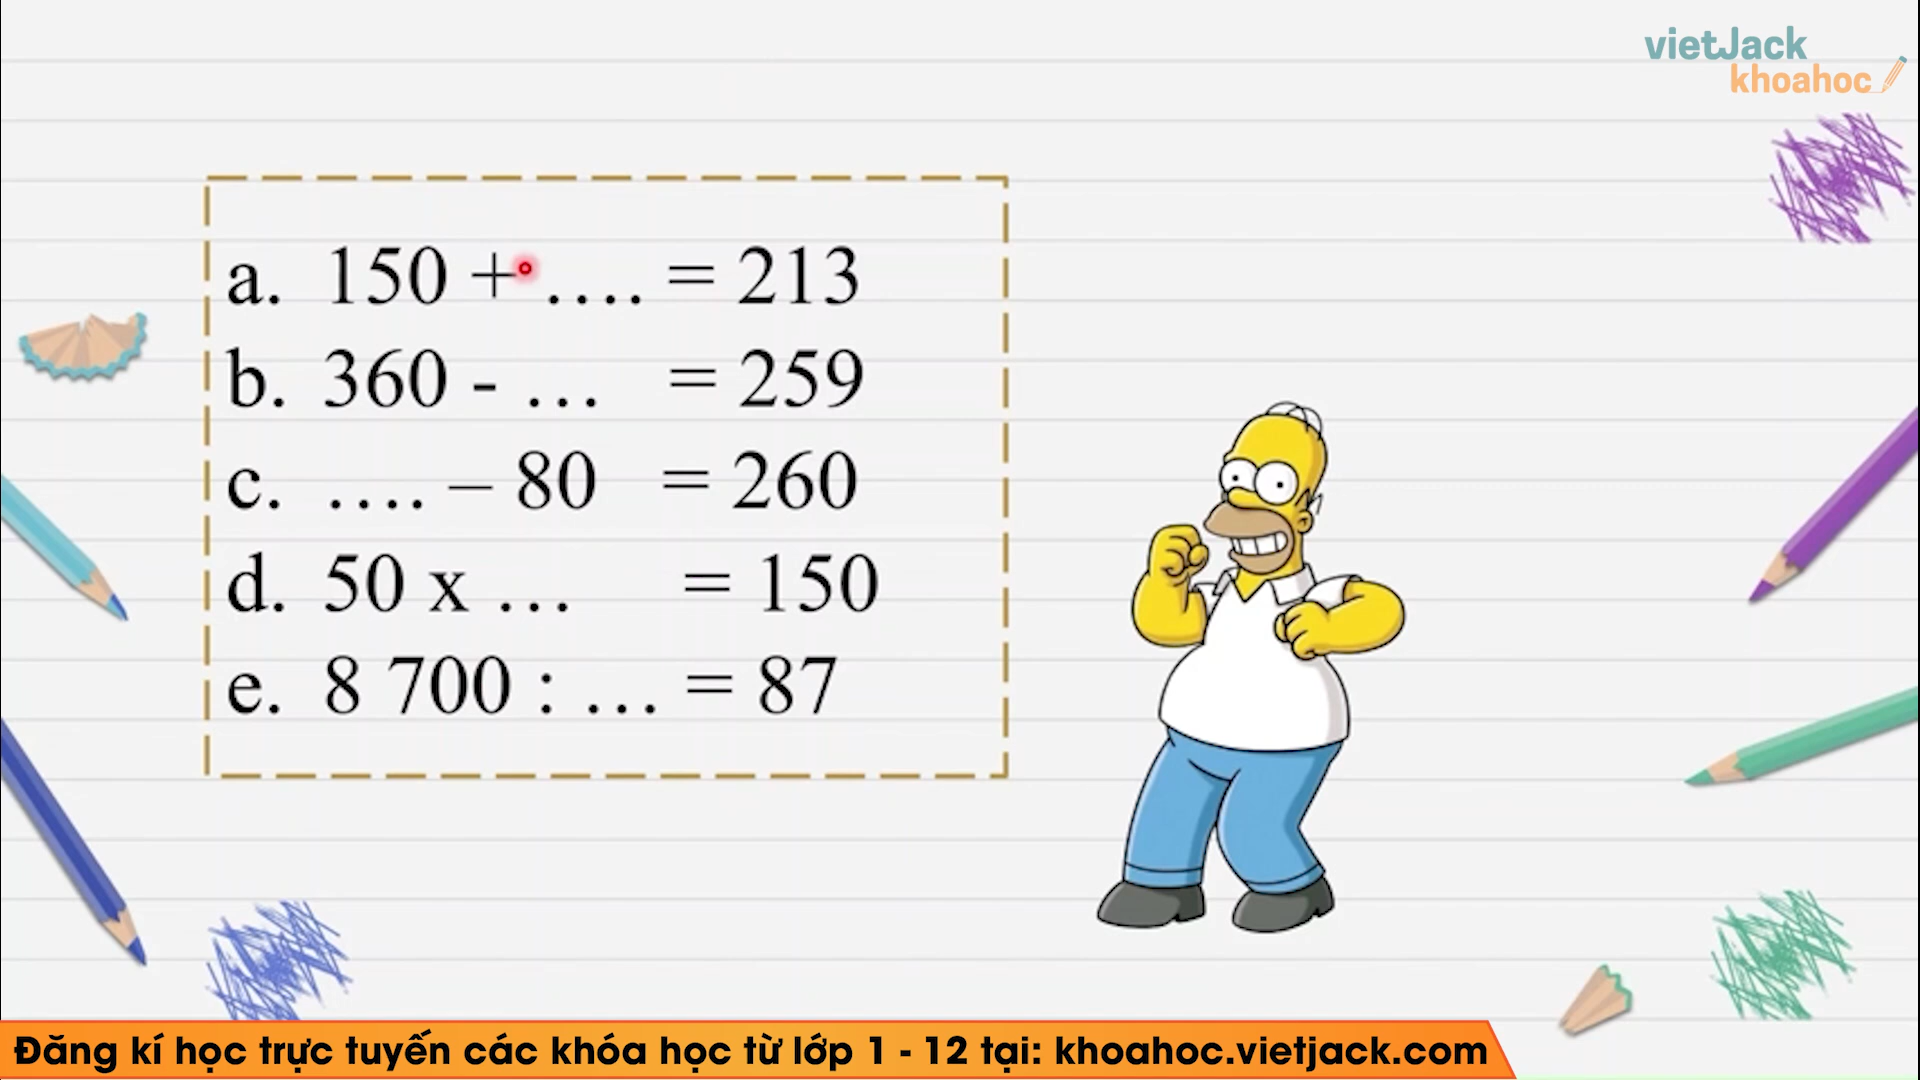 vietJack
khoahoc
a. 150 + .... = 213
b. 360 - ... = 259
c. .... – 80 = 260
d. 50 x ... = 150
e. 8 700 : ... = 87
Đăng kí học trực tuyến các khóa học từ lớp 1 - 12 tại: khoahoc.vietjack.com